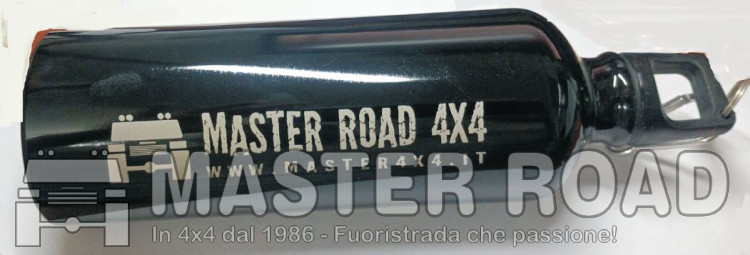 MASTER ROAD 4X4
WWW.MASTER4X4.IT
MASTER ROAD
In 4x4 dal 1986 - Fuoristrada che passione!